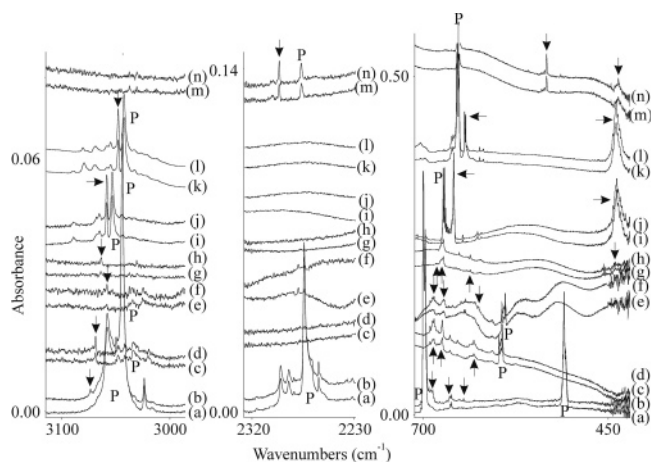 P
0.14
P
0.50
(n)
(n)
(n)
(m)
(m)
(m)
P
0.06
(l)
(l)
(l)
(k)
(k)
(k)
P
P
P
(j)
(j)
(j)
(i)
(i)
(i)
(h)
(h)
(h)
(g)
(g)
(g)
(f)
(f)
(f)
(e)
(e)
(e)
P
P
P
(d)
(d)
(d)
(c)
(c)
(c)
P
P
P
P
(b)
(b)
(b)
0.00
(a)
0.00
(a)
0.00
(a)
3100
3000
2320
2230
700
450
Absorbance
Wavenumbers (cm⁻¹)